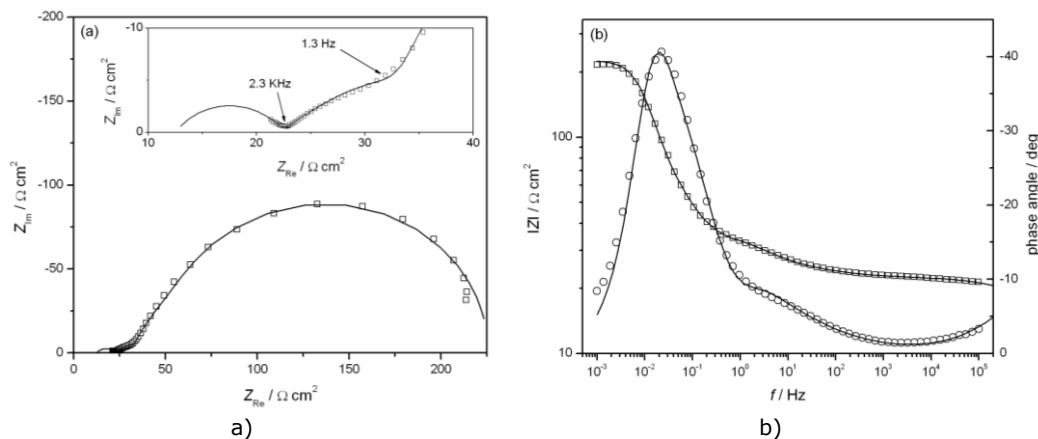 (a)
-200
-150
-100
-50
0
Z_Im / Ω cm²
0 50 100 150 200
Z_Re / Ω cm²
-10
0
Z_Im / Ω cm²
10 20 30 40
Z_Re / Ω cm²
1.3 Hz
2.3 KHz
a)
(b)
100
10
|Z| / Ω cm²
-40
-30
-20
-10
0
phase angle / deg
10⁻³ 10⁻² 10⁻¹ 10⁰ 10¹ 10² 10³ 10⁴ 10⁵
f / Hz
b)